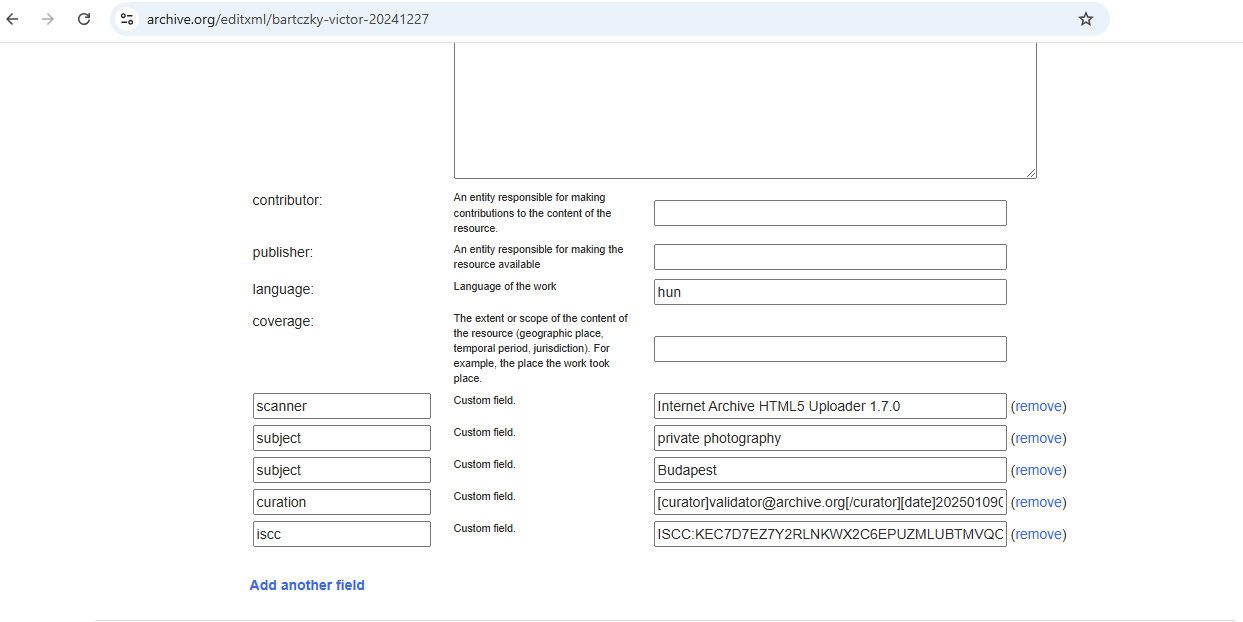 archive.org/editxml/bartczky-victor-20241227
contributor:
An entity responsible for making
contributions to the content of the
resource.
publisher:
An entity responsible for making the
resource available
language:
Language of the work
hun
coverage:
The extent or scope of the content of
the resource (geographic place,
temporal period, jurisdiction). For
example, the place the work took
place.
scanner
Custom field.
Internet Archive HTML5 Uploader 1.7.0
(remove)
subject
Custom field.
private photography
(remove)
subject
Custom field.
Budapest
(remove)
curation
Custom field.
[curator]validator@archive.org[/curator][date]202501090
(remove)
iscc
Custom field.
ISCC:KEC7D7EZ7Y2RLNKWX2C6EPUZMLUBTMVQC
(remove)
Add another field